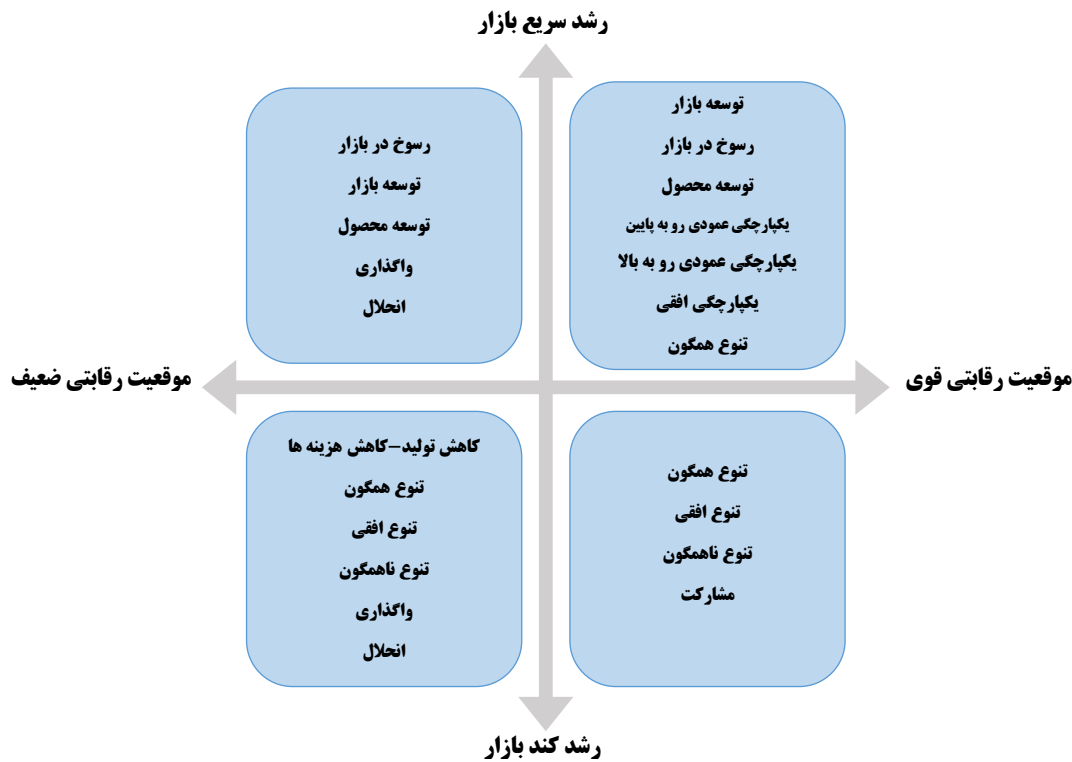 رشد سریع بازار
توسعه بازار
رسوخ در بازار
توسعه محصول
یکپارچگی عمودی رو به پایین
یکپارچگی عمودی رو به بالا
یکپارچگی افقی
تنوع همگون
رسوخ در بازار
توسعه بازار
توسعه محصول
واگذاری
انحلال
موقعیت رقابتی قوی
موقعیت رقابتی ضعیف
تنوع همگون
تنوع افقی
تنوع ناهمگون
مشارکت
کاهش تولید–کاهش هزینه ها
تنوع همگون
تنوع افقی
تنوع ناهمگون
واگذاری
انحلال
رشد کند بازار